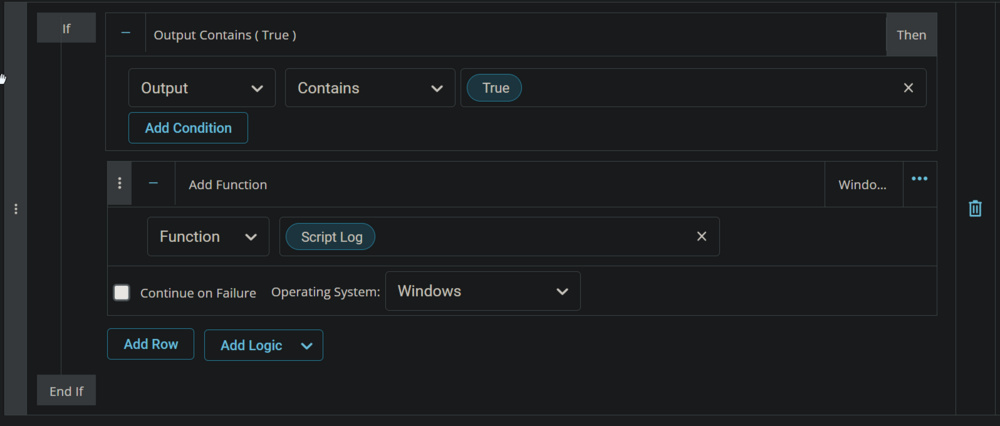 If
Output Contains ( True )
Then
Output
Contains
True
Add Condition
Add Function
Windo...
Function
Script Log
Continue on Failure
Operating System:
Windows
Add Row
Add Logic
End If